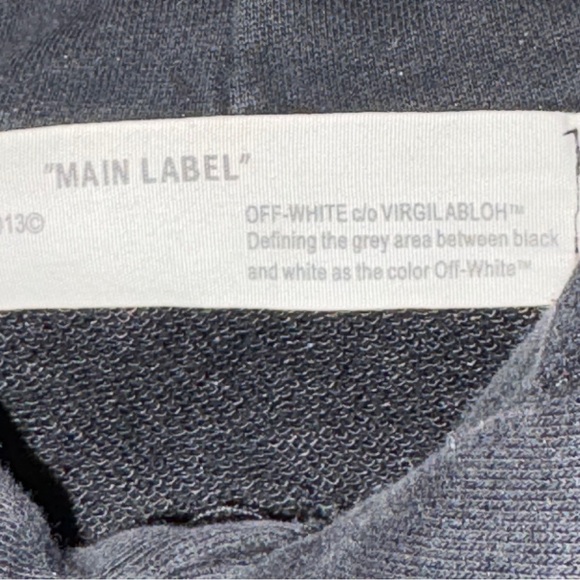 "MAIN LABEL"
013©
OFF-WHITE c/o VIRGILABLOH™
Defining the grey area between black
and white as the color Off-White™